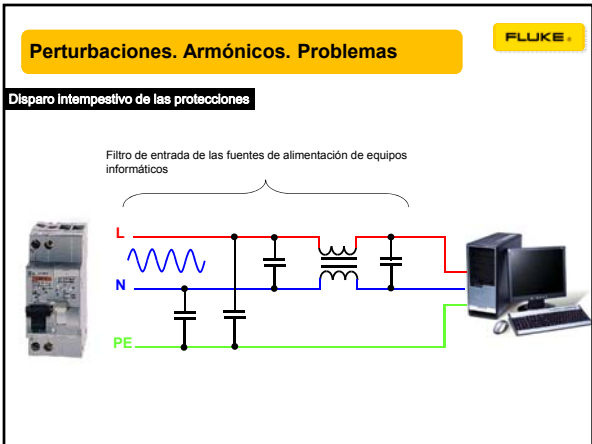 Perturbaciones. Armónicos. Problemas
FLUKE®
Disparo intempestivo de las protecciones
Filtro de entrada de las fuentes de alimentación de equipos
informáticos
L
N
PE